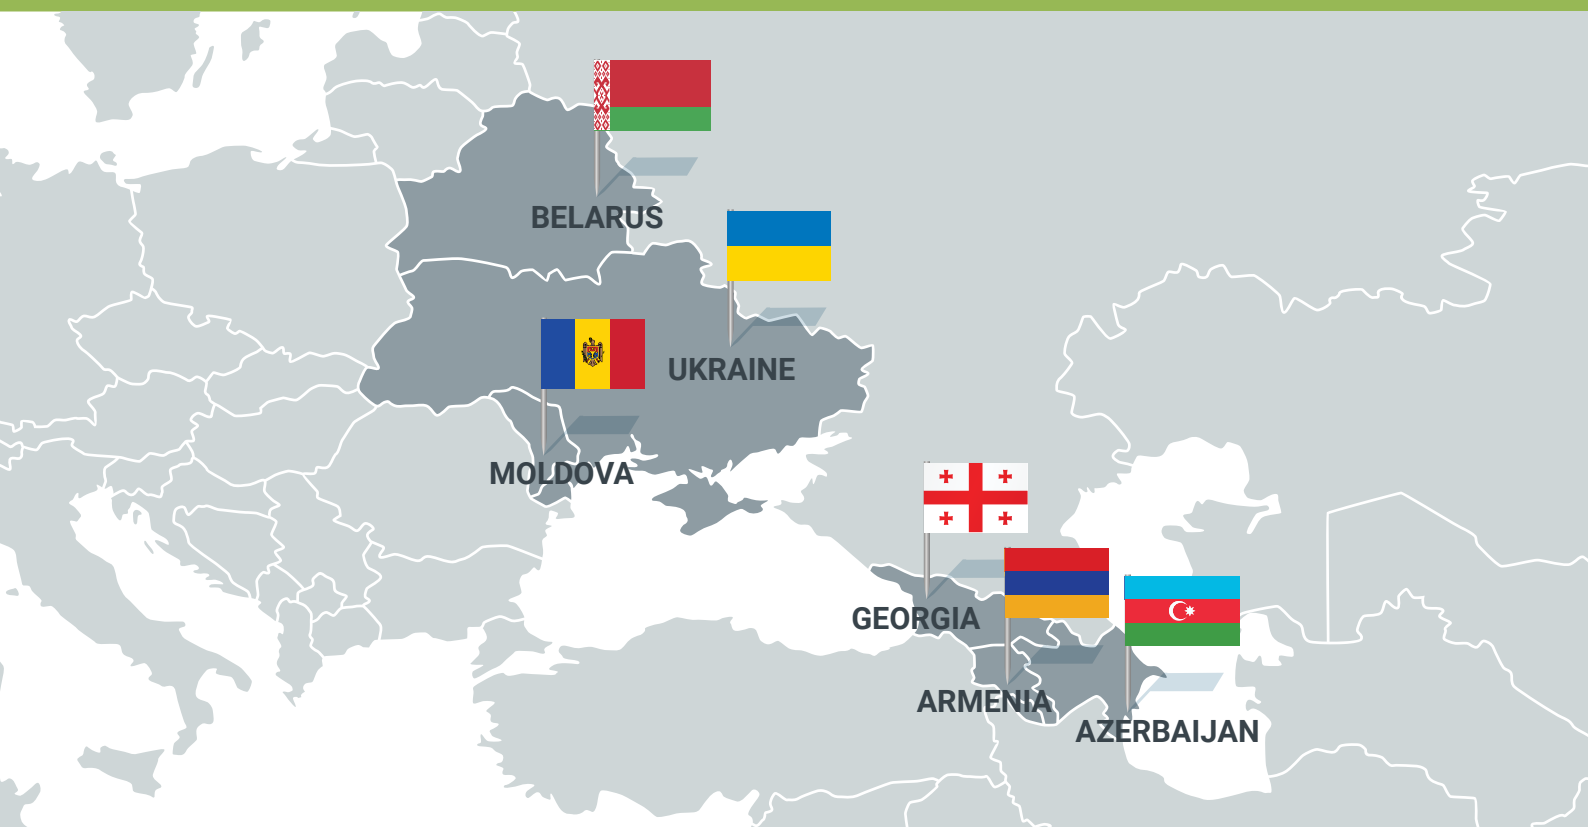 BELARUS
UKRAINE
MOLDOVA
GEORGIA
ARMENIA
AZERBAIJAN